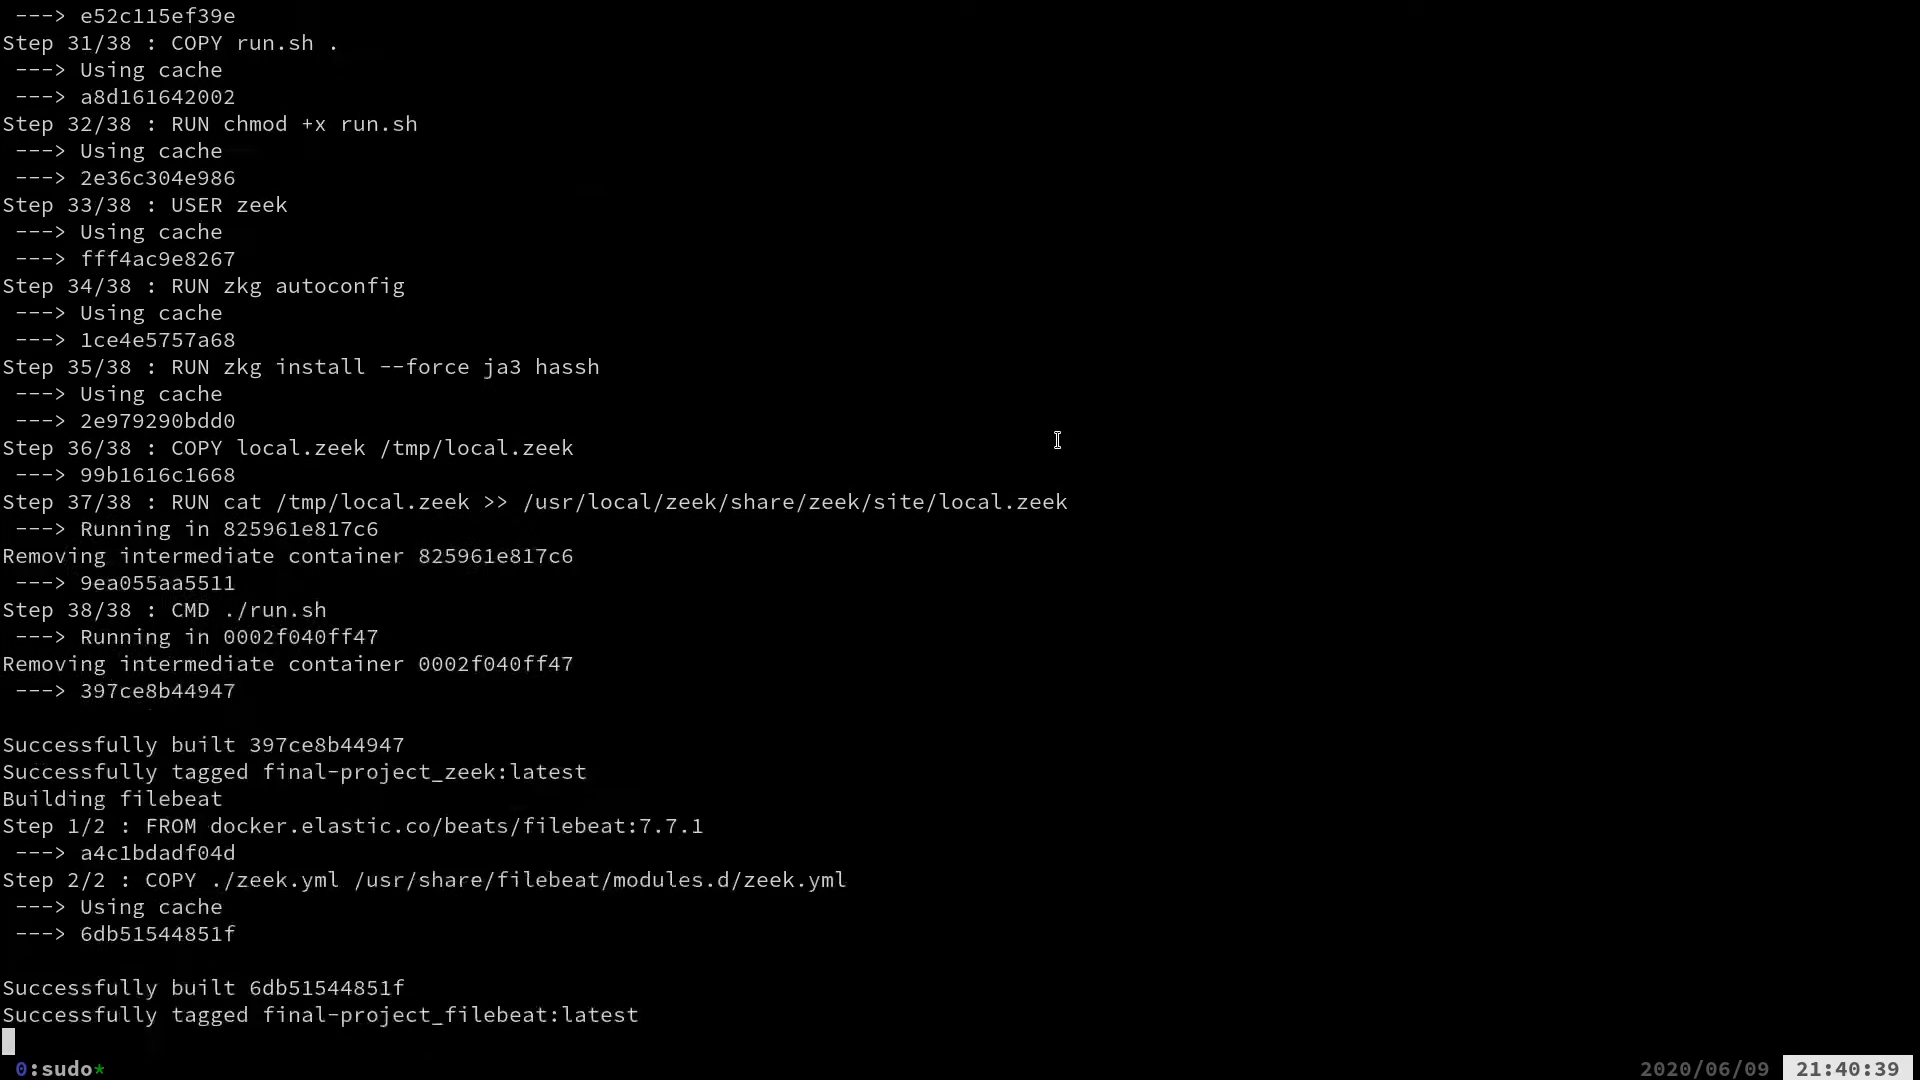 ---> e52c115ef39e
Step 31/38 : COPY run.sh .
---> Using cache
---> a8d161642002
Step 32/38 : RUN chmod +x run.sh
---> Using cache
---> 2e36c304e986
Step 33/38 : USER zeek
---> Using cache
---> fff4ac9e8267
Step 34/38 : RUN zkg autoconfig
---> Using cache
---> 1ce4e5757a68
Step 35/38 : RUN zkg install --force ja3 hassh
---> Using cache
---> 2e979290bdd0
Step 36/38 : COPY local.zeek /tmp/local.zeek
---> 99b1616c1668
Step 37/38 : RUN cat /tmp/local.zeek >> /usr/local/zeek/share/zeek/site/local.zeek
---> Running in 825961e817c6
Removing intermediate container 825961e817c6
---> 9ea055aa5511
Step 38/38 : CMD ./run.sh
---> Running in 0002f040ff47
Removing intermediate container 0002f040ff47
---> 397ce8b44947
Successfully built 397ce8b44947
Successfully tagged final-project_zeek:latest
Building filebeat
Step 1/2 : FROM docker.elastic.co/beats/filebeat:7.7.1
---> a4c1bdadf04d
Step 2/2 : COPY ./zeek.yml /usr/share/filebeat/modules.d/zeek.yml
---> Using cache
---> 6db51544851f
Successfully built 6db51544851f
Successfully tagged final-project_filebeat:latest
0:sudo* 2020/06/09 21:40:39